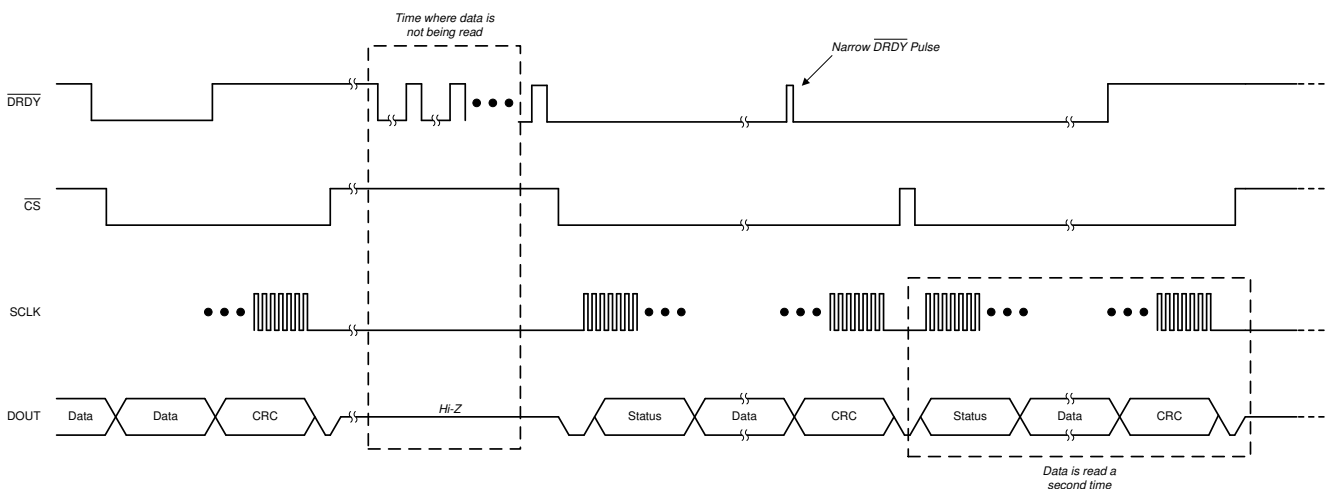 Time where data is
not being read
Narrow DRDY Pulse
DRDY
CS
SCLK
DOUT
Data
Data
CRC
Hi-Z
Status
Data
CRC
Status
Data
CRC
Data is read a
second time